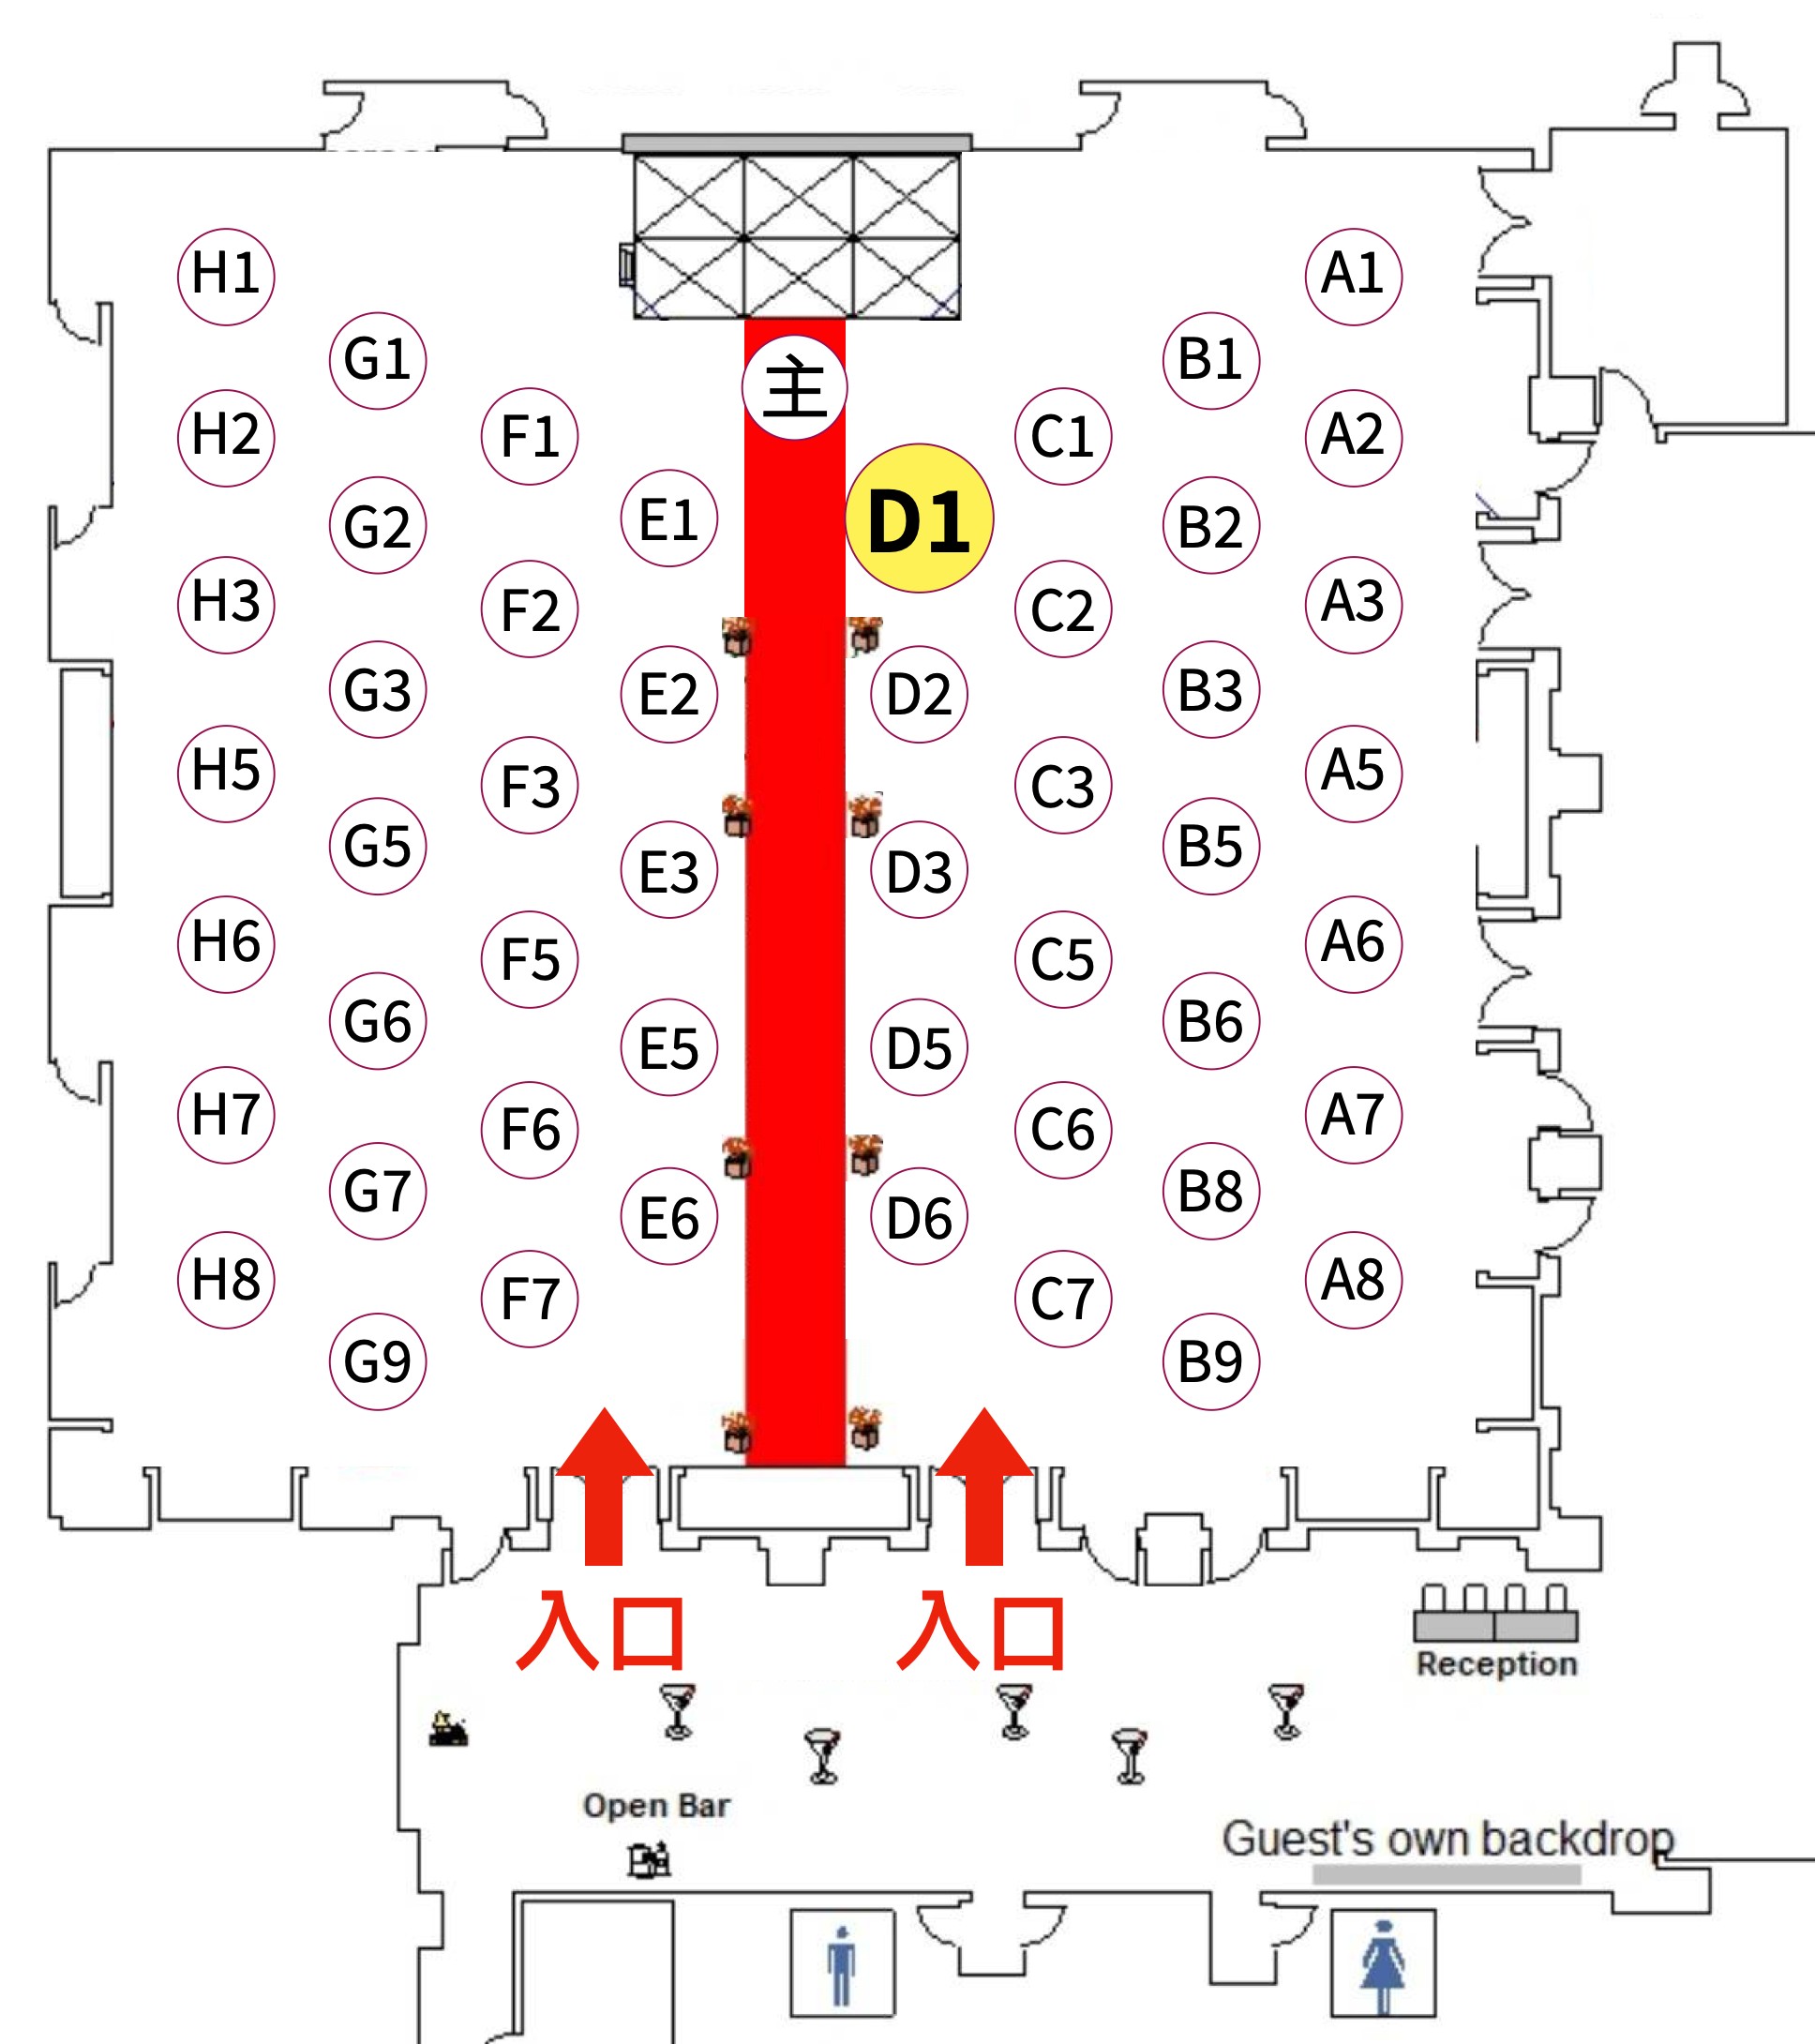 H1
A1
G1
B1
主
H2
F1
C1
A2
G2
E1
D1
B2
H3
F2
C2
A3
G3
E2
D2
B3
H5
F3
C3
A5
G5
E3
D3
B5
H6
F5
C5
A6
G6
E5
D5
B6
H7
F6
C6
A7
G7
E6
D6
B8
H8
F7
C7
A8
G9
B9
入口
入口
Reception
Open Bar
Guest's own backdrop